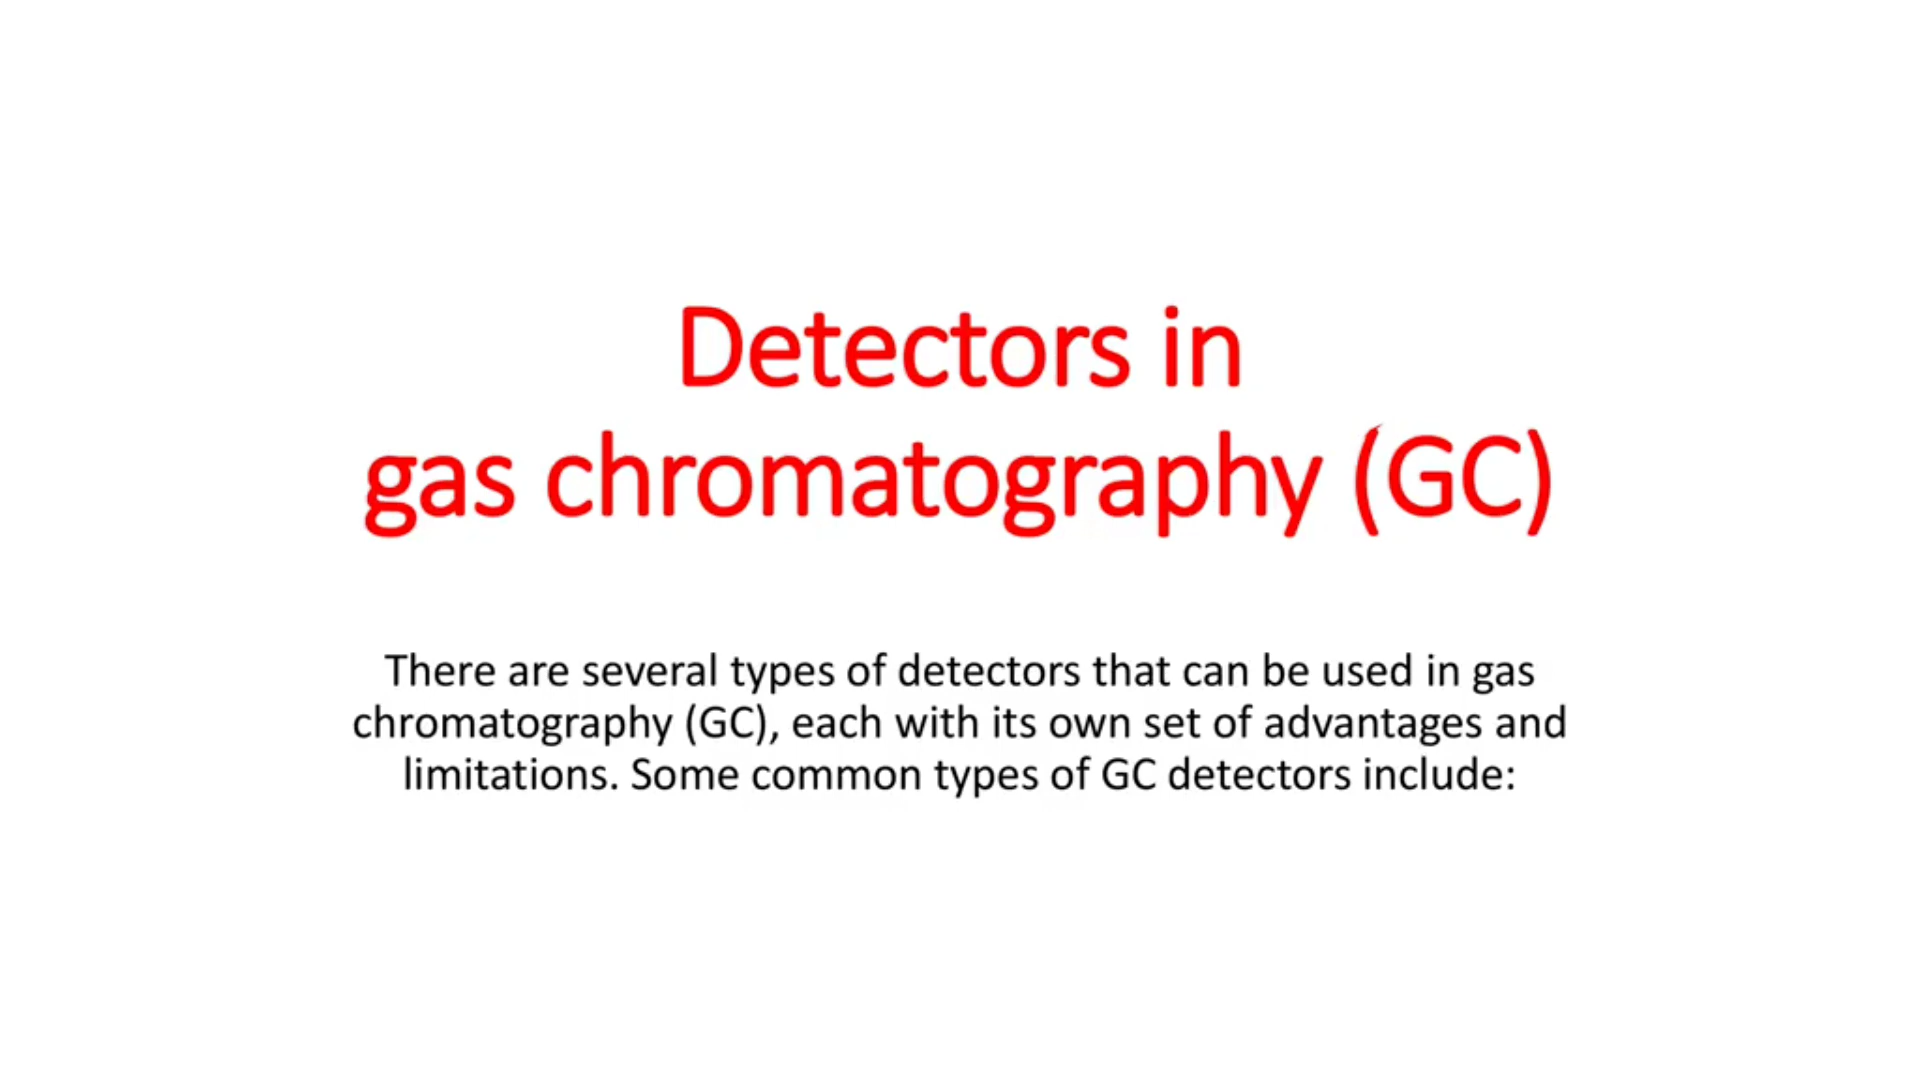 Detectors in
gas chromatography (GC)
There are several types of detectors that can be used in gas
chromatography (GC), each with its own set of advantages and
limitations. Some common types of GC detectors include: